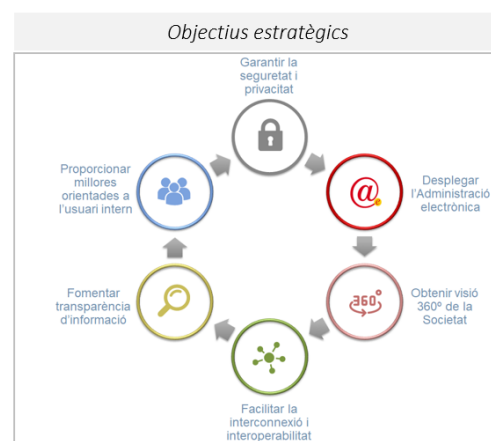 Objectius estratègics
Garantir la
seguretat i
privacitat
Desplegar
l'Administració
electrònica
Obtenir visió
360º de la
Societat
Facilitar la
interconnexió i
interoperabilitat
Fomentar
transparència
d'informació
Proporcionar
millores
orientades a
l'usuari intern
@
360°